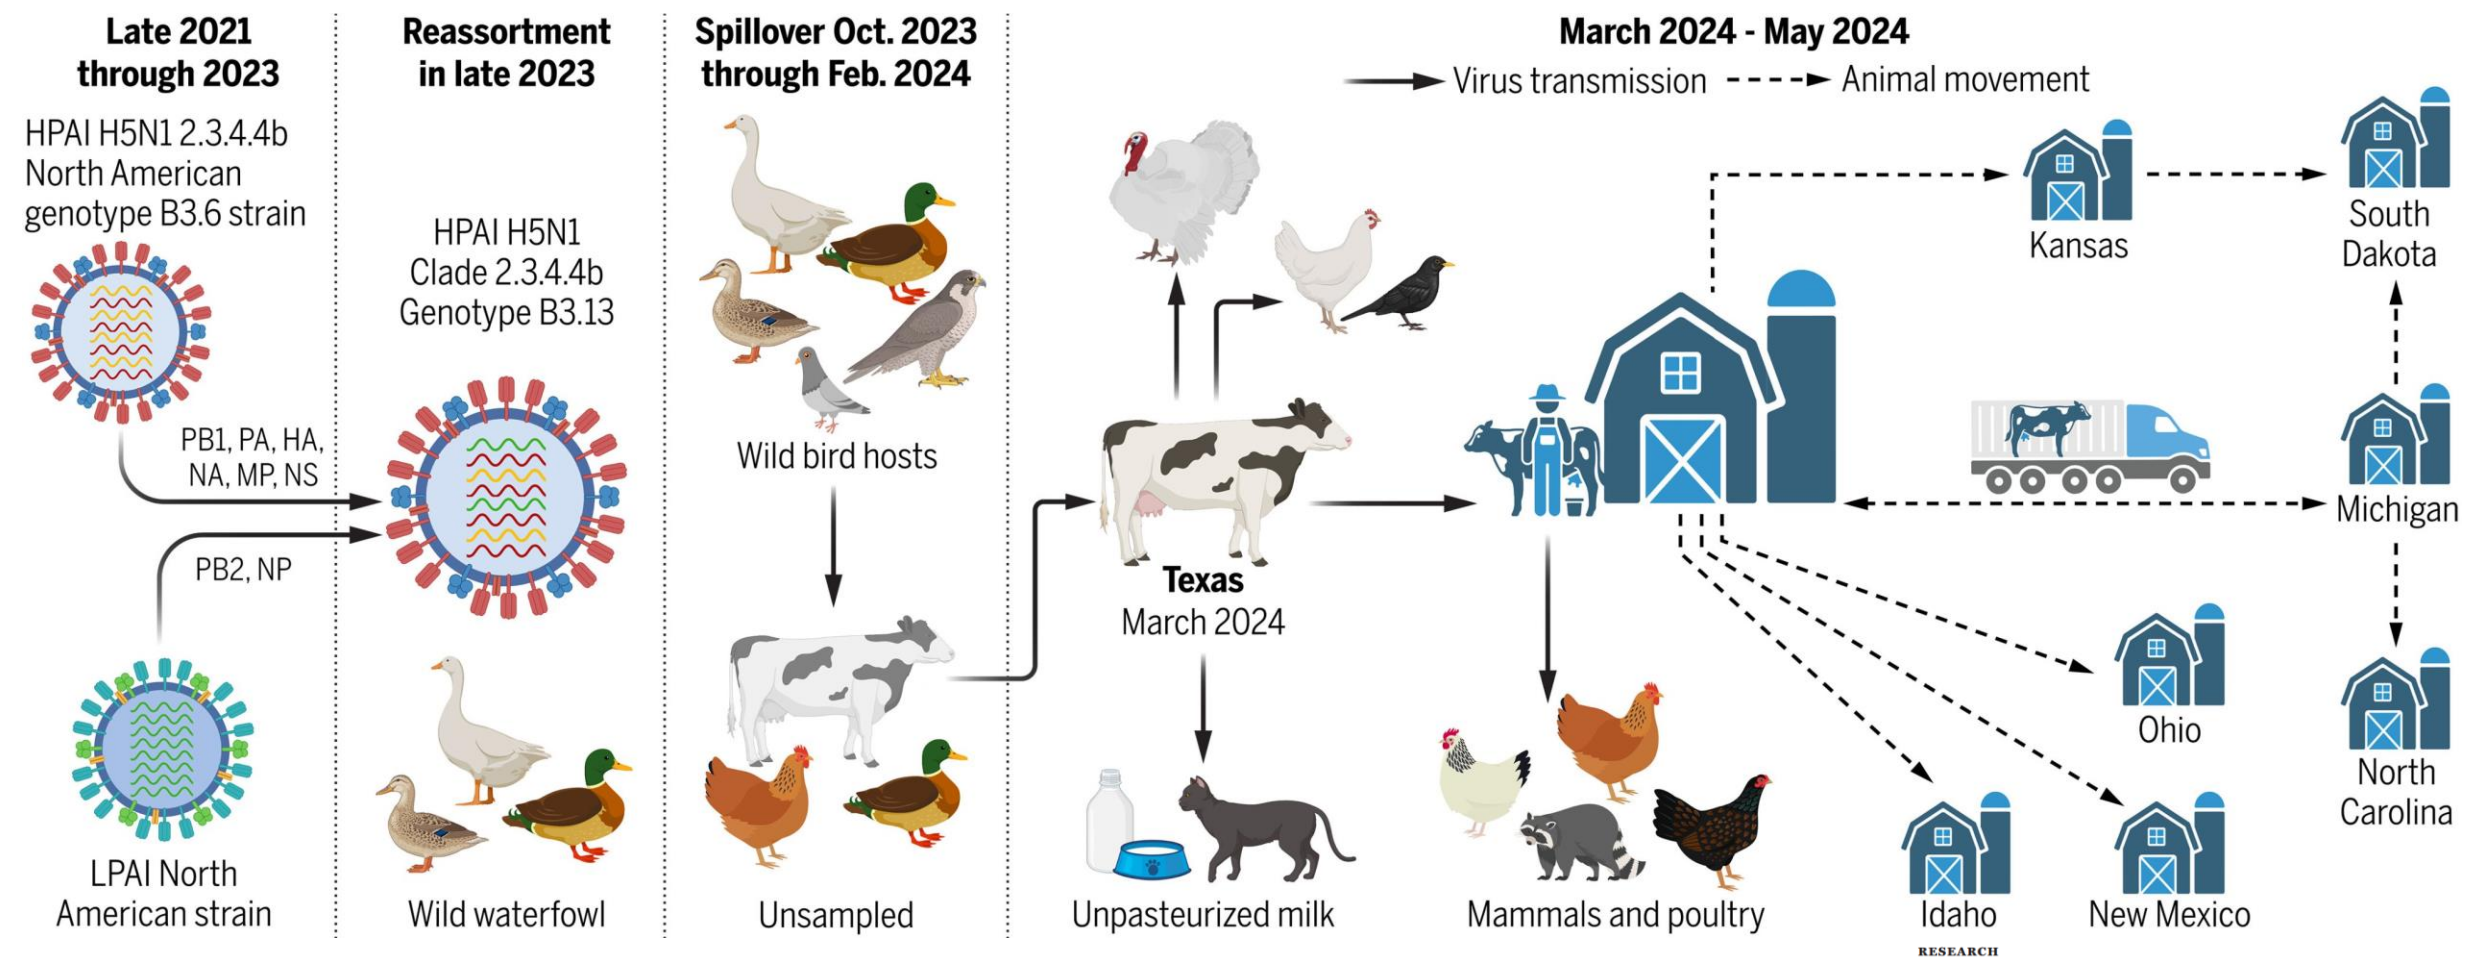 Late 2021
through 2023
HPAI H5N1 2.3.4.4b
North American
genotype B3.6 strain
PB1, PA, HA,
NA, MP, NS
PB2, NP
LPAI North
American strain
Reassortment
in late 2023
HPAI H5N1
Clade 2.3.4.4b
Genotype B3.13
Wild waterfowl
Spillover Oct. 2023
through Feb. 2024
Wild bird hosts
Unsampled
March 2024 - May 2024
Virus transmission
Animal movement
Texas
March 2024
Unpasteurized milk
Mammals and poultry
Kansas
South
Dakota
Michigan
Ohio
North
Carolina
Idaho
New Mexico
RESEARCH